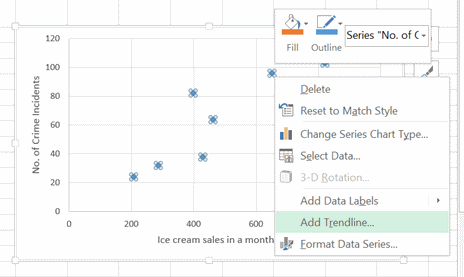 Fill
Outline
Series "No. of C
Delete
Reset to Match Style
Change Series Chart Type...
Select Data...
3-D Rotation...
Add Data Labels
Add Trendline...
Format Data Series...
120
100
80
60
40
20
0
No. of Crime Incidents
0 200 400 600
Ice cream sales in a month